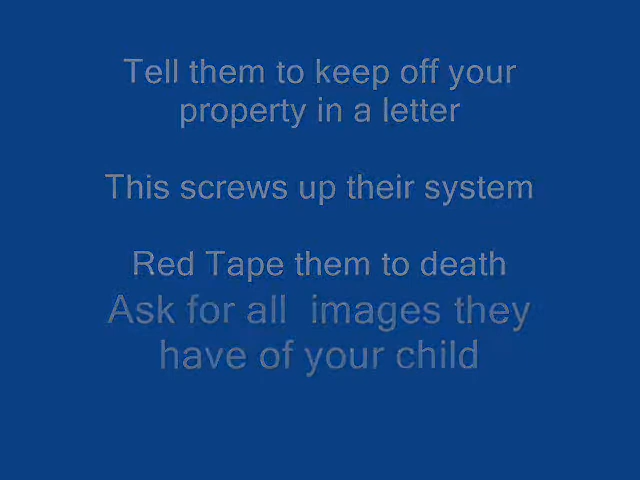 Tell them to keep off your
property in a letter
This screws up their system
Red Tape them to death
Ask for all  images they
have of your child